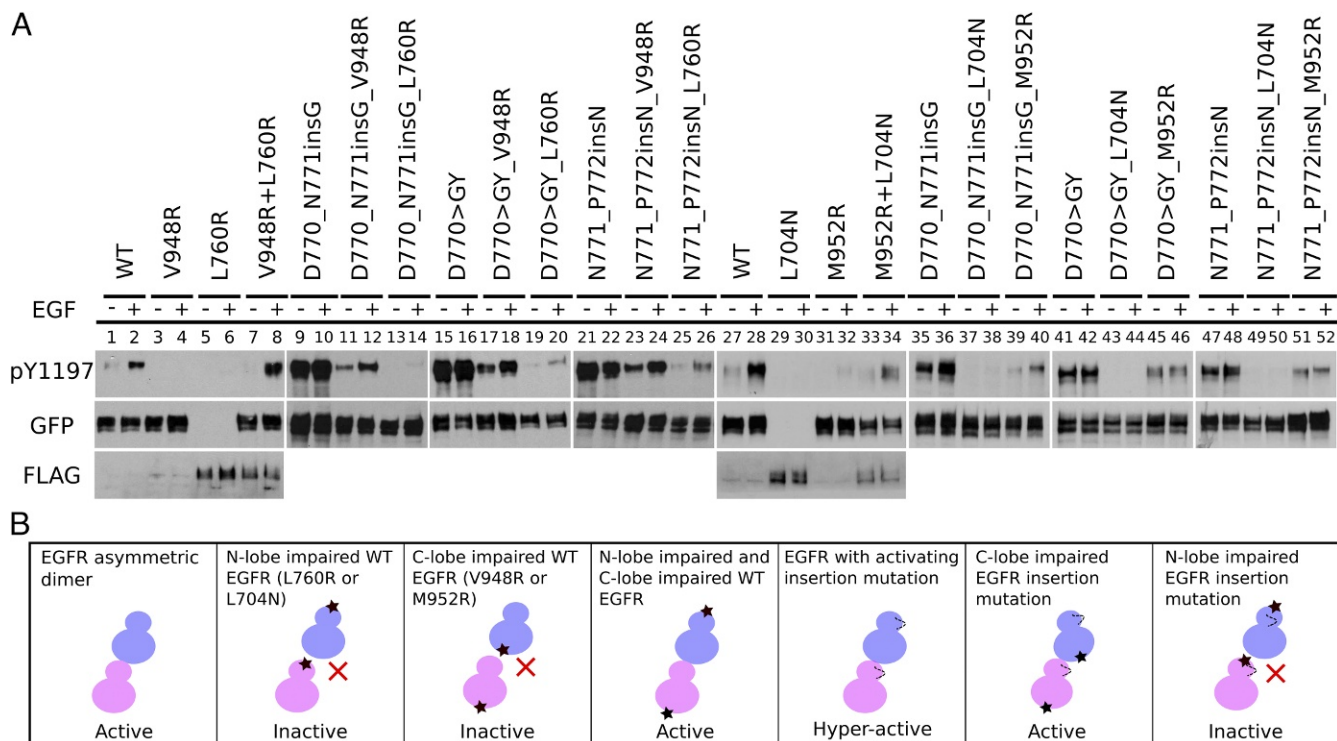 A
WT
V948R
L760R
V948R+L760R
D770_N771insG
D770_N771insG_V948R
D770_N771insG_L760R
D770>GY
D770>GY_V948R
D770>GY_L760R
N771_P772insN
N771_P772insN_V948R
N771_P772insN_L760R
WT
L704N
M952R
M952R+L704N
D770_N771insG
D770_N771insG_L704N
D770_N771insG_M952R
D770>GY
D770>GY_L704N
D770>GY_M952R
N771_P772insN
N771_P772insN_L704N
N771_P772insN_M952R
EGF - + - + - + - + - + - + - + - + - + - + - + - + - + - + - + - + - + - + - + - + - + - + - + - + - + - +
1 2 3 4 5 6 7 8 9 10 11 12 13 14 15 16 17 18 19 20 21 22 23 24 25 26 27 28 29 30 31 32 33 34 35 36 37 38 39 40 41 42 43 44 45 46 47 48 49 50 51 52
pY1197
GFP
FLAG
B
EGFR asymmetric
dimer
Active
N-lobe impaired WT
EGFR (L760R or
L704N)
Inactive
C-lobe impaired WT
EGFR (V948R or
M952R)
Inactive
N-lobe impaired and
C-lobe impaired WT
EGFR
Active
EGFR with activating
insertion mutation
Hyper-active
C-lobe impaired
EGFR insertion
mutation
Active
N-lobe impaired
EGFR insertion
mutation
Inactive